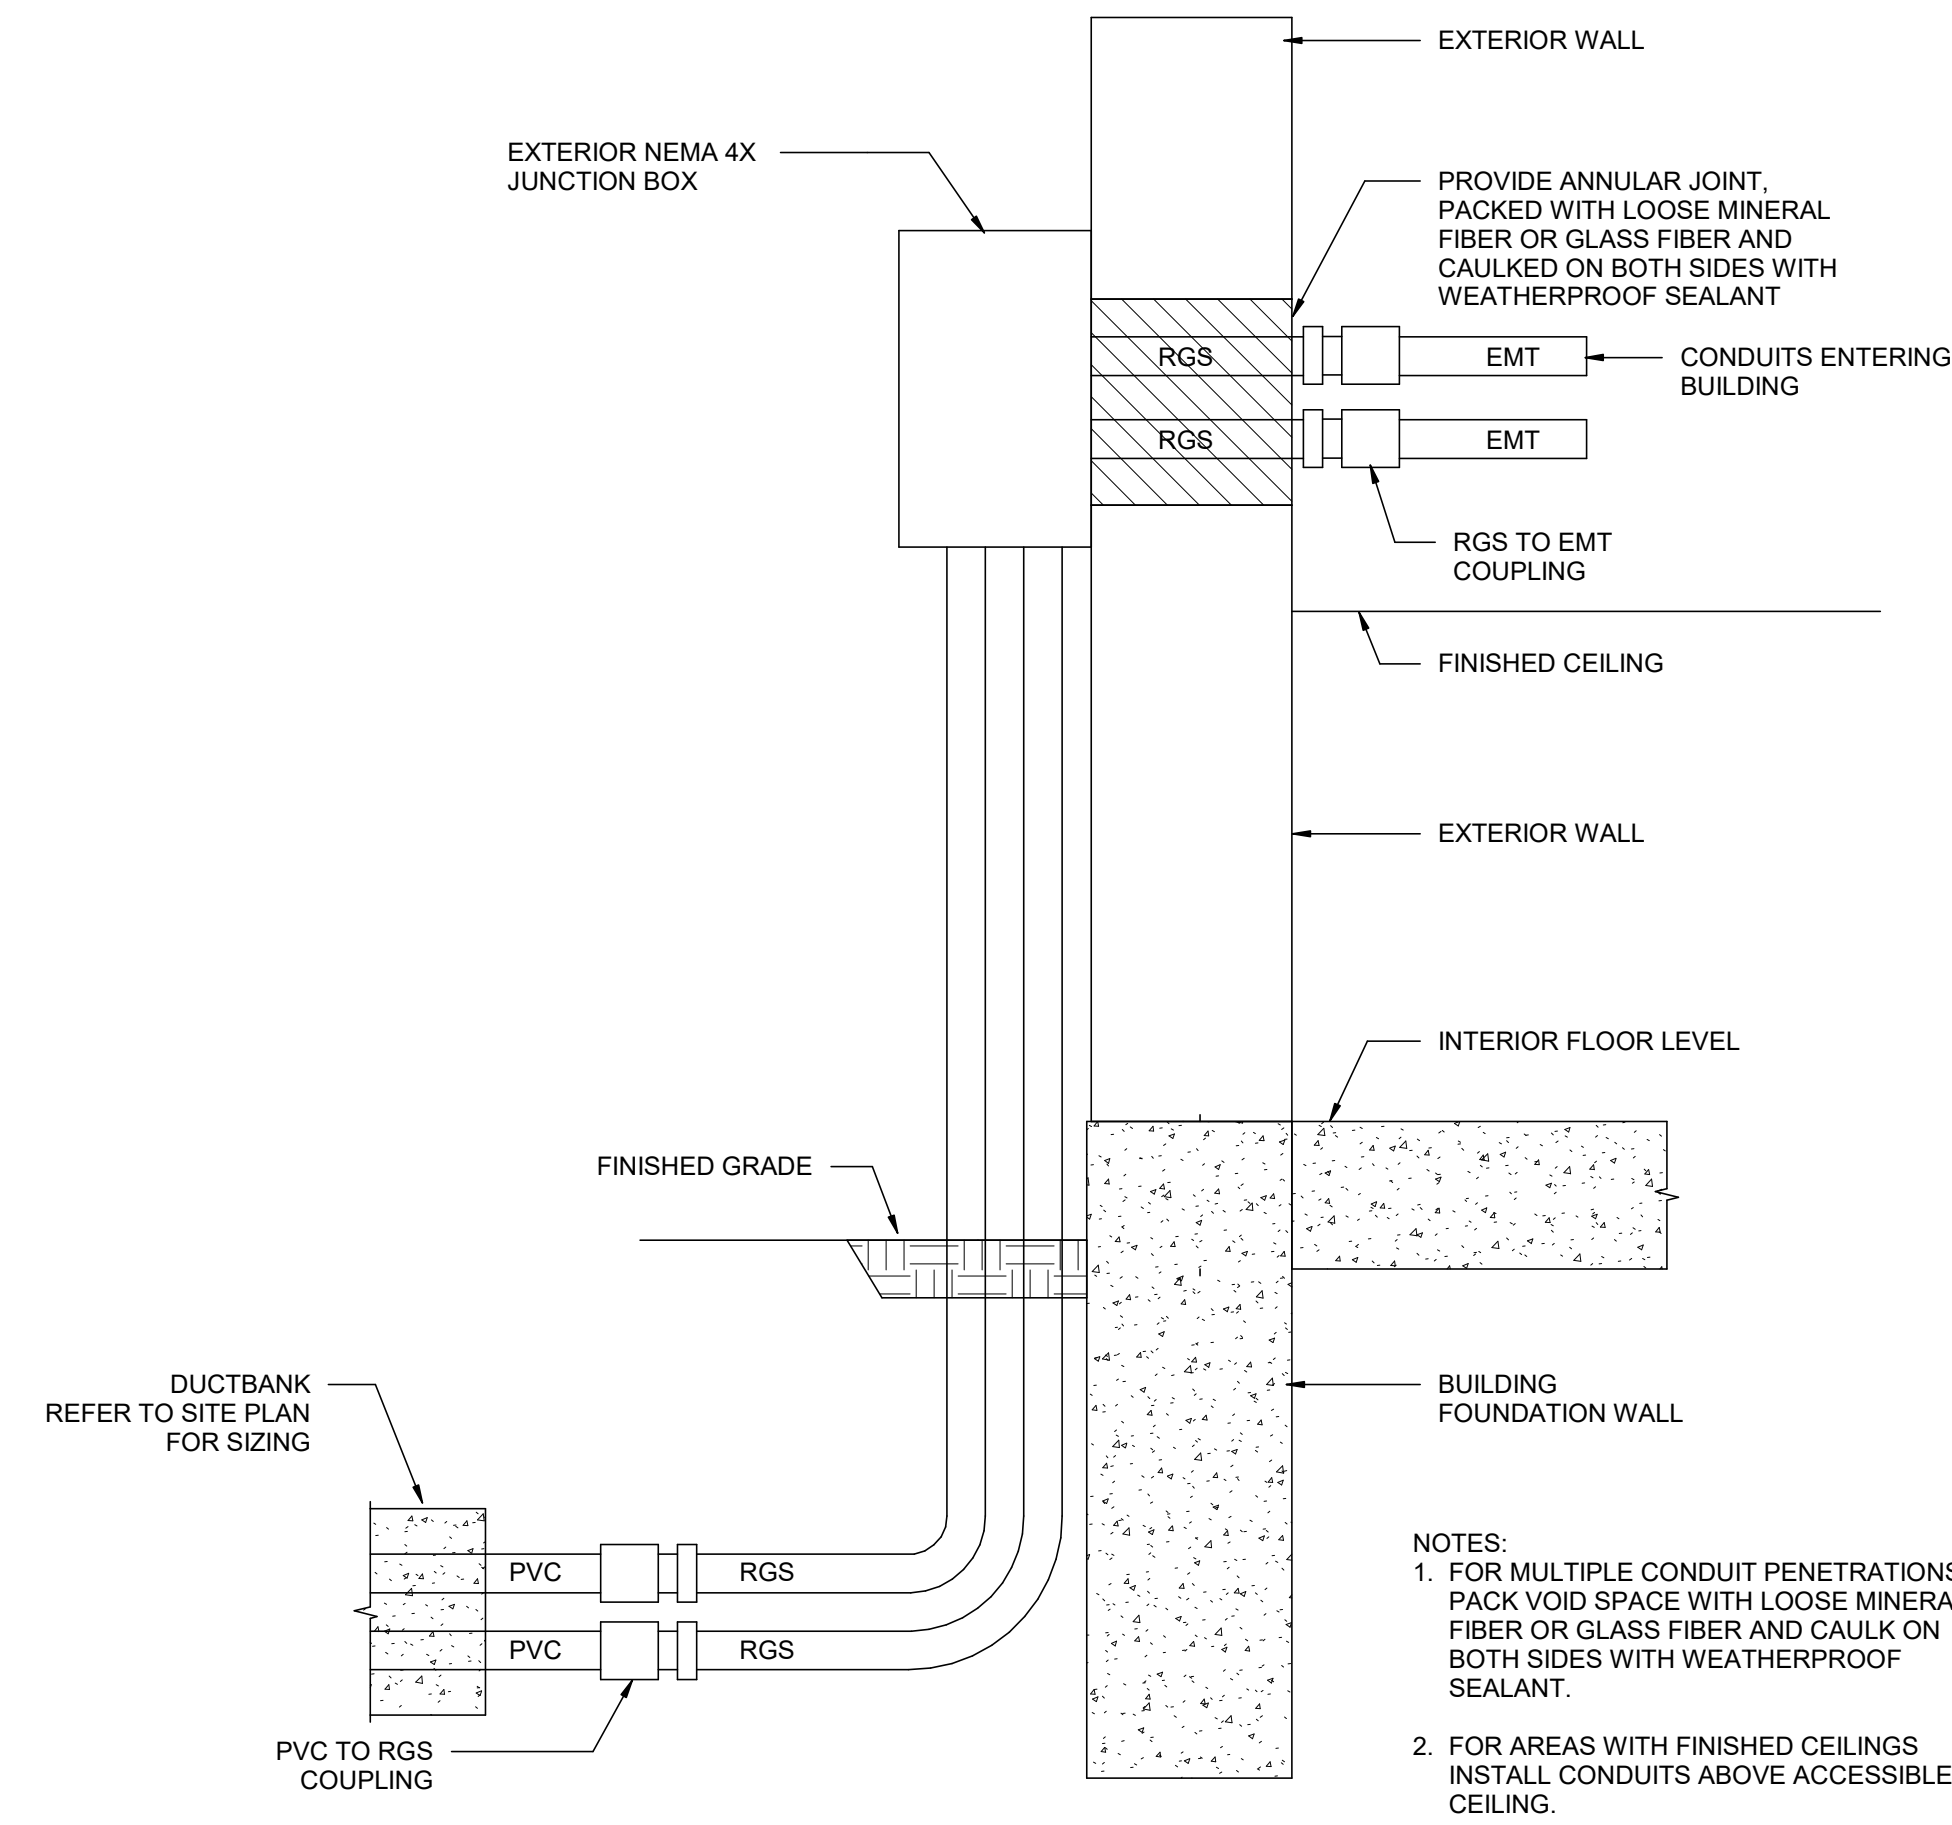 EXTERIOR WALL
EXTERIOR NEMA 4X
JUNCTION BOX
PROVIDE ANNULAR JOINT,
PACKED WITH LOOSE MINERAL
FIBER OR GLASS FIBER AND
CAULKED ON BOTH SIDES WITH
WEATHERPROOF SEALANT
RGS
EMT
CONDUITS ENTERING
BUILDING
RGS
EMT
RGS TO EMT
COUPLING
FINISHED CEILING
EXTERIOR WALL
INTERIOR FLOOR LEVEL
FINISHED GRADE
DUCTBANK
REFER TO SITE PLAN
FOR SIZING
BUILDING
FOUNDATION WALL
PVC
RGS
PVC
RGS
PVC TO RGS
COUPLING
NOTES:
1. FOR MULTIPLE CONDUIT PENETRATIONS
PACK VOID SPACE WITH LOOSE MINERA
FIBER OR GLASS FIBER AND CAULK ON
BOTH SIDES WITH WEATHERPROOF
SEALANT.
2. FOR AREAS WITH FINISHED CEILINGS
INSTALL CONDUITS ABOVE ACCESSIBLE
CEILING.